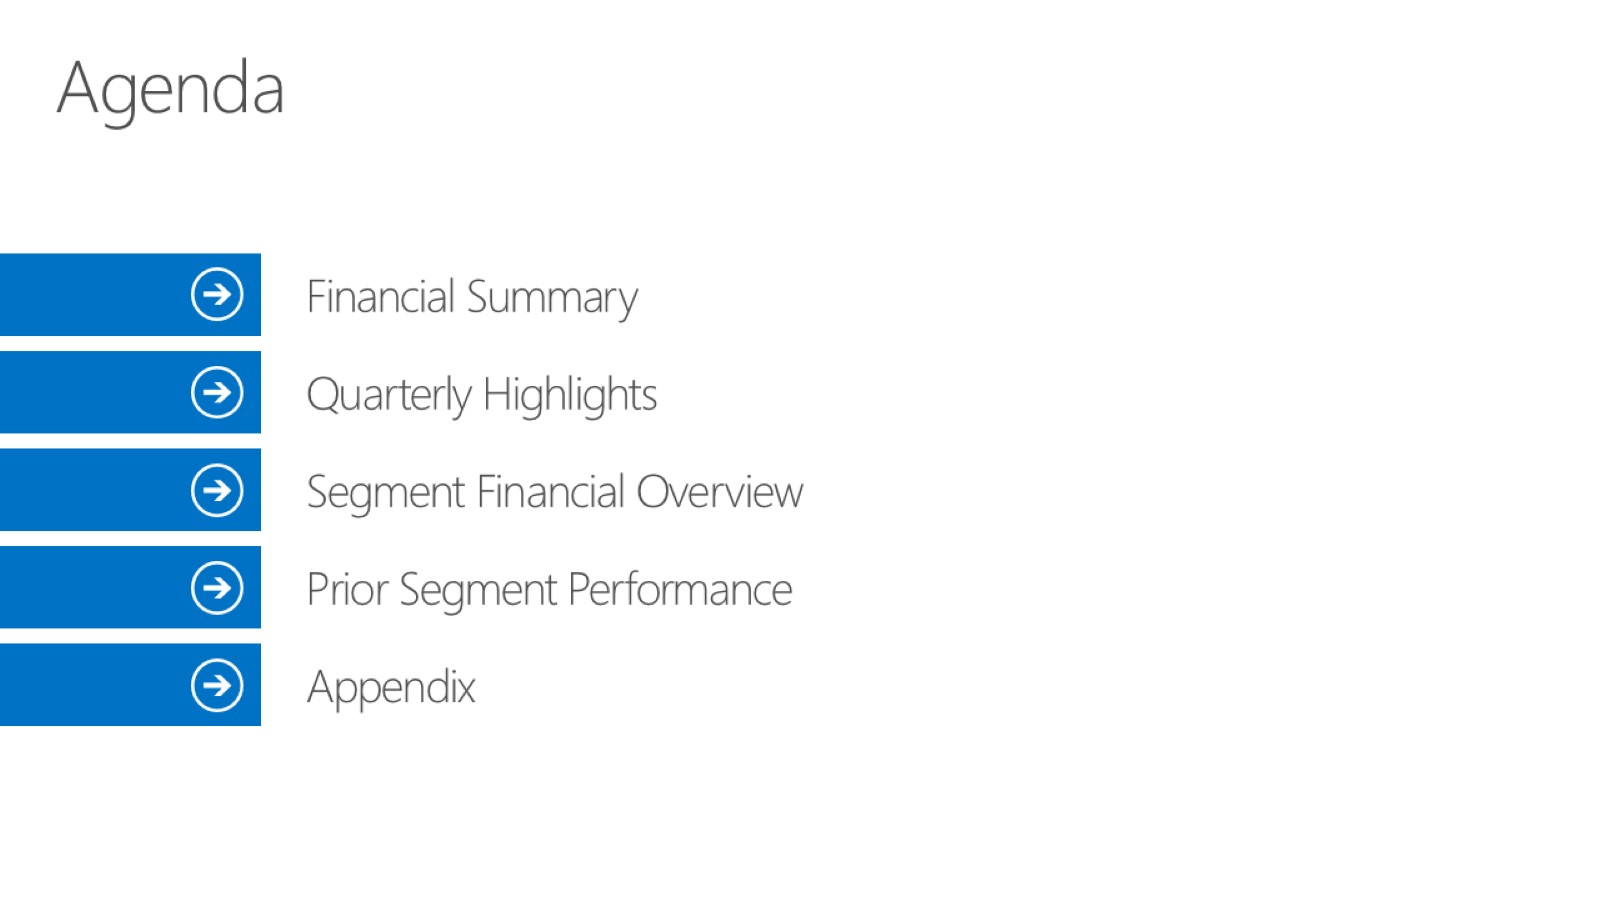 Agenda
Financial Summary
Quarterly Highlights
Segment Financial Overview
Prior Segment Performance
Appendix